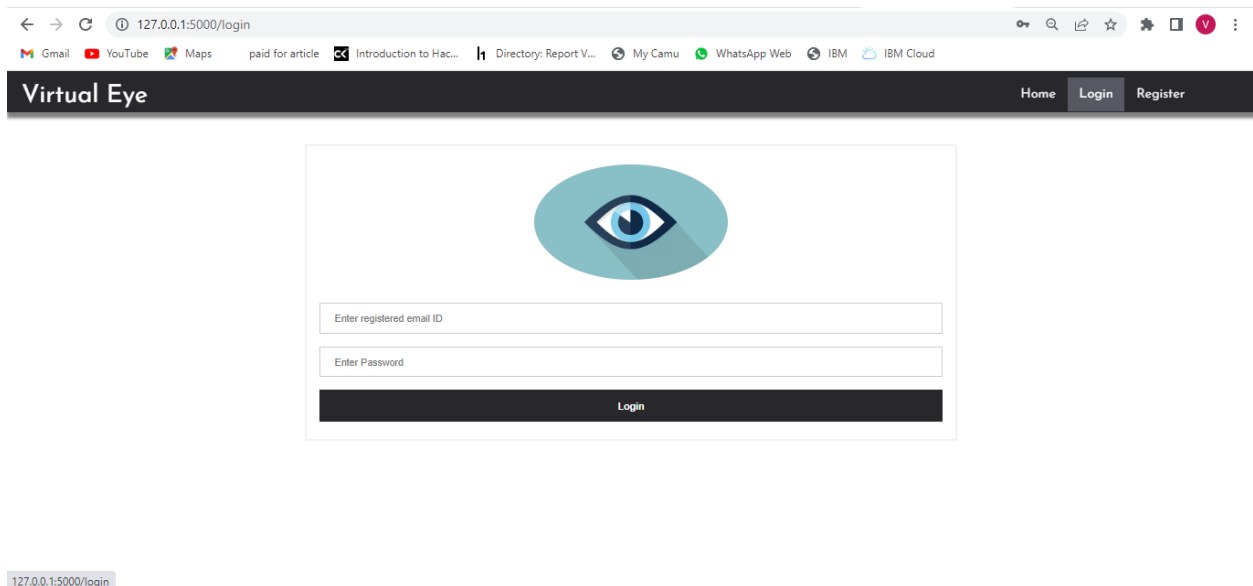 127.0.0.1:5000/login
V
Gmail YouTube Maps paid for article CK Introduction to Hac... h1 Directory: Report V... My Camu WhatsApp Web IBM IBM Cloud
Virtual Eye Home Login Register
Enter registered email ID
Enter Password
Login
127.0.0.1:5000/login